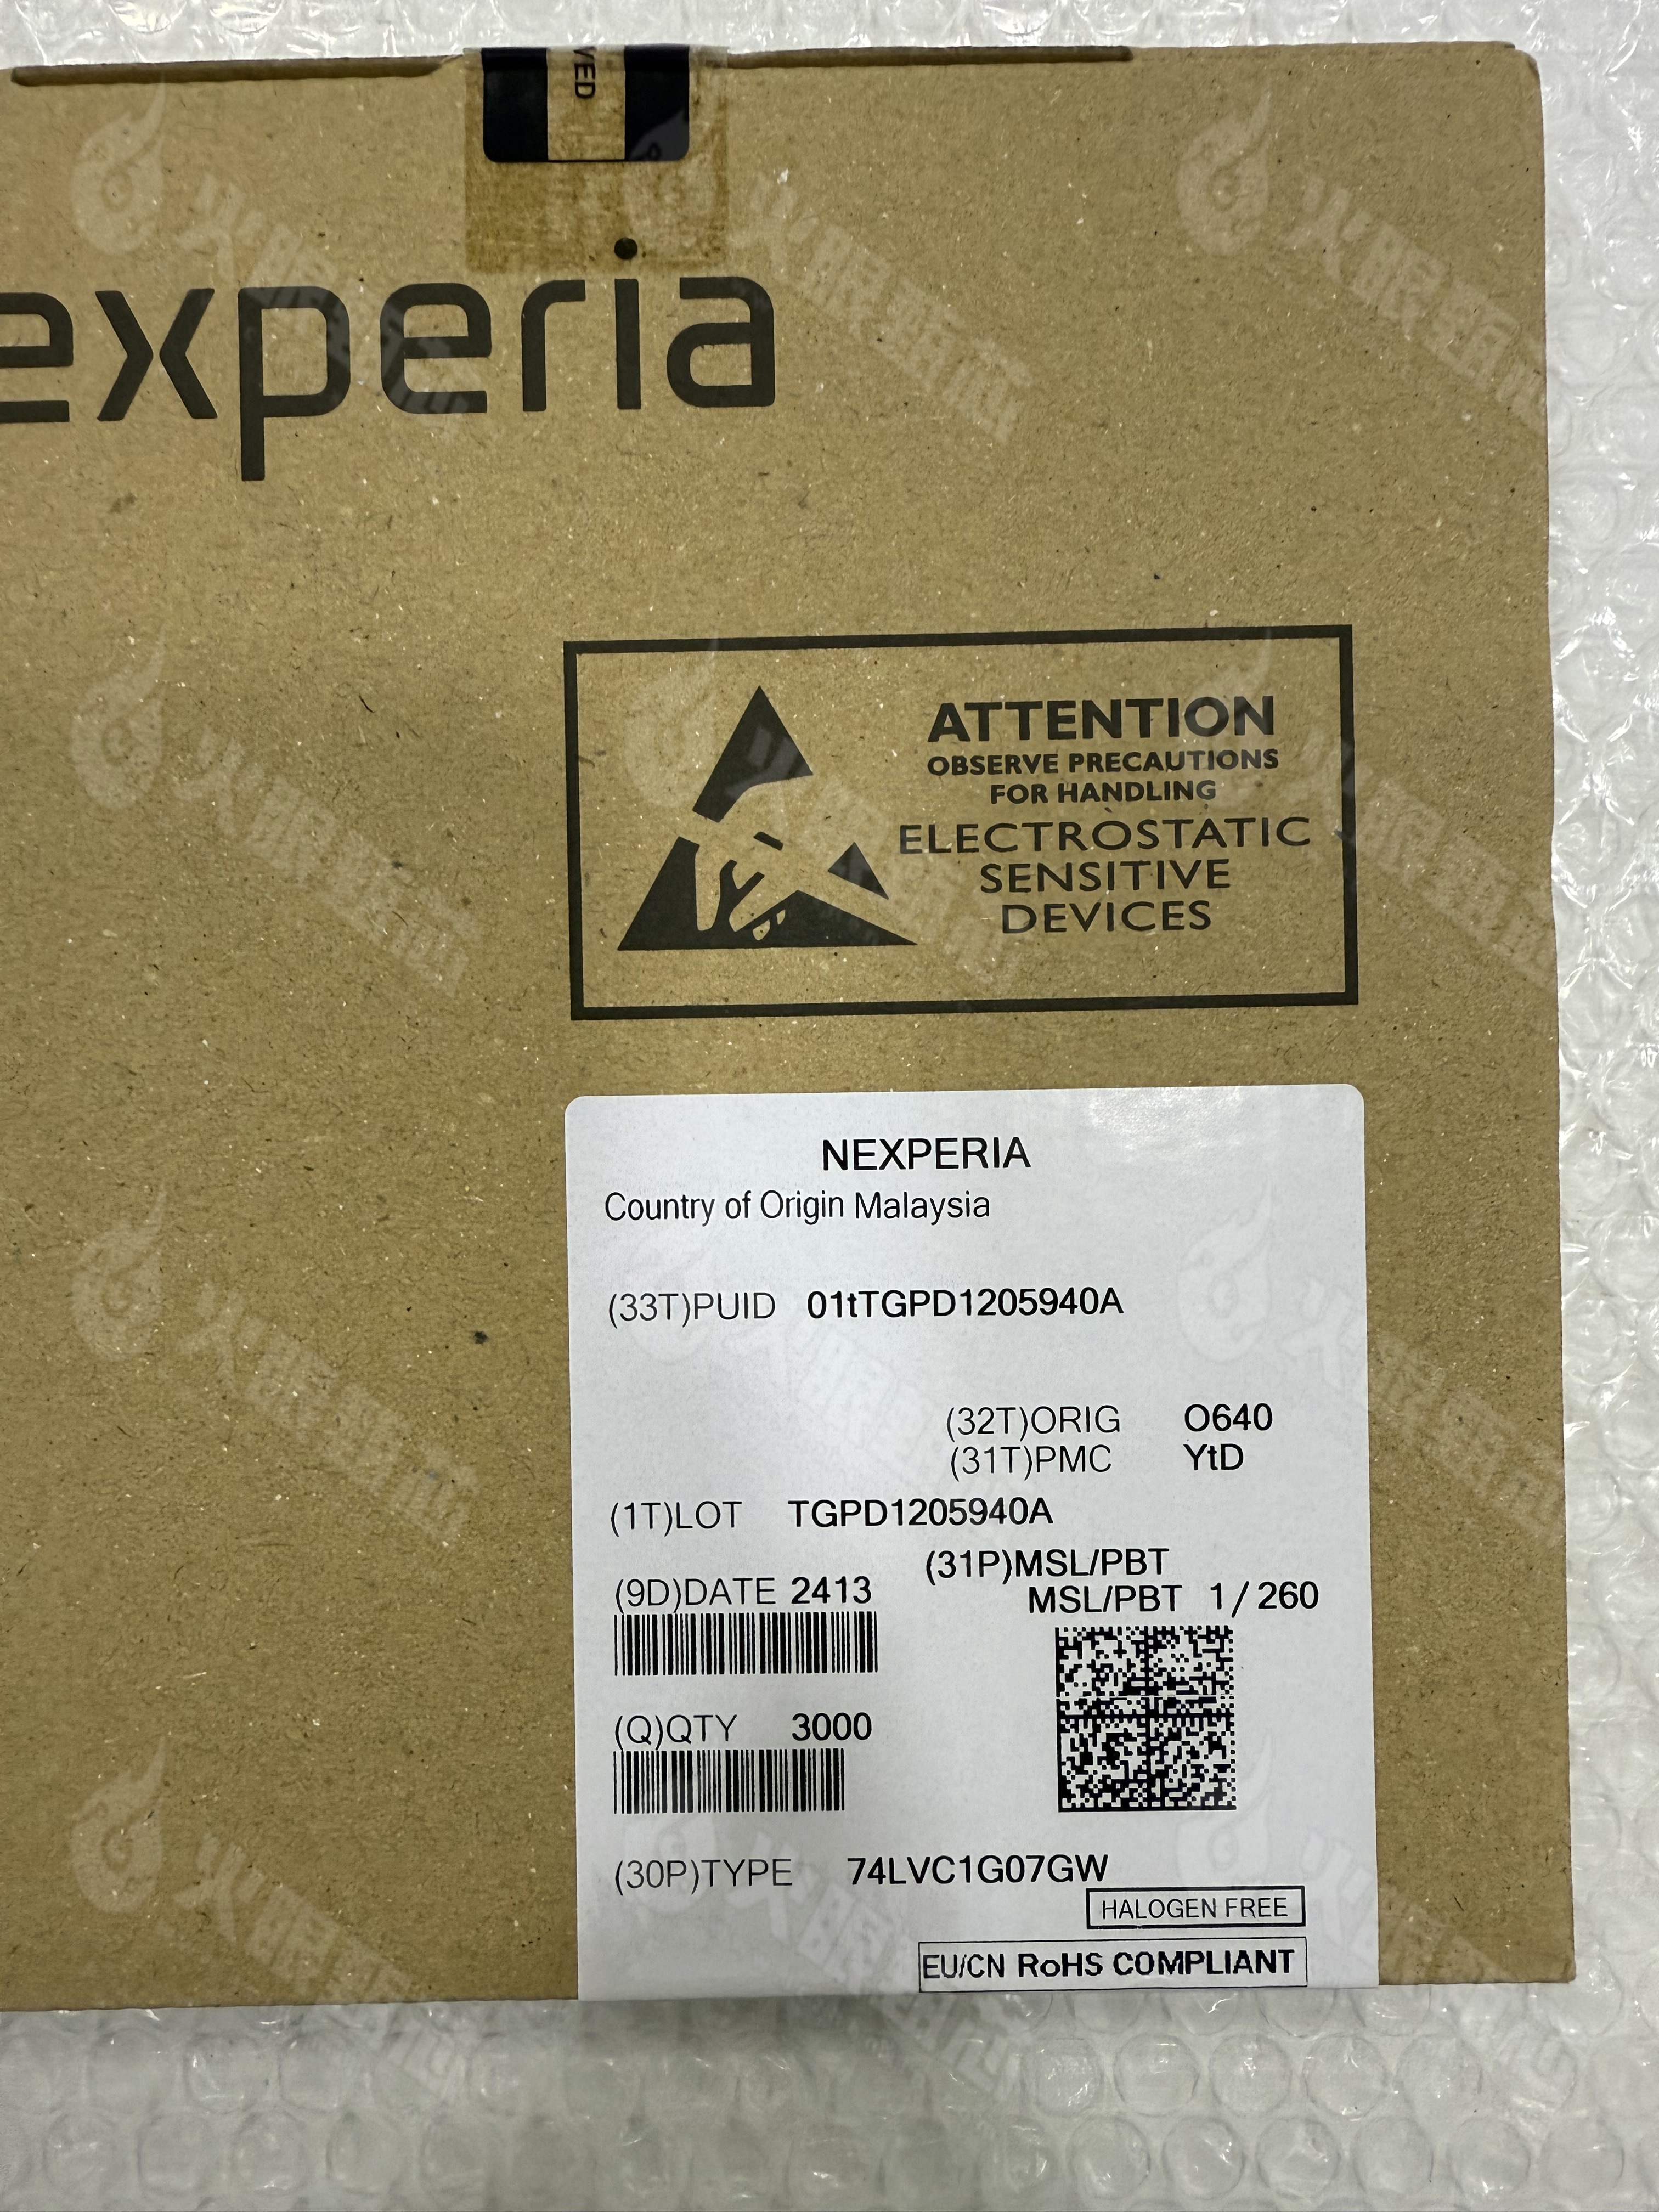 VED
experia
ATTENTION
OBSERVE PRECAUTIONS
FOR HANDLING
ELECTROSTATIC
SENSITIVE
DEVICES
NEXPERIA
Country of Origin Malaysia
(33T)PUID 01tTGPD1205940A
(32T)ORIG O640
(31T)PMC YtD
(1T)LOT TGPD1205940A
(31P)MSL/PBT
(9D)DATE 2413
MSL/PBT 1/260
(Q)QTY 3000
(30P)TYPE 74LVC1G07GW
HALOGEN FREE
EU/CN RoHS COMPLIANT